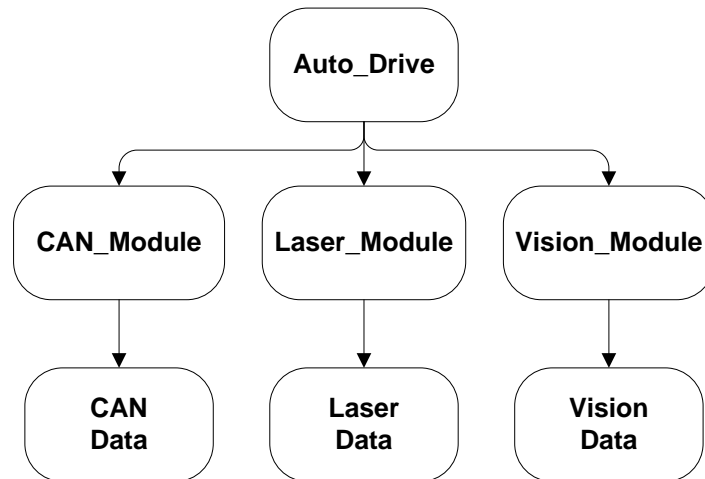 Auto_Drive
CAN_Module
Laser_Module
Vision_Module
CAN
Data
Laser
Data
Vision
Data